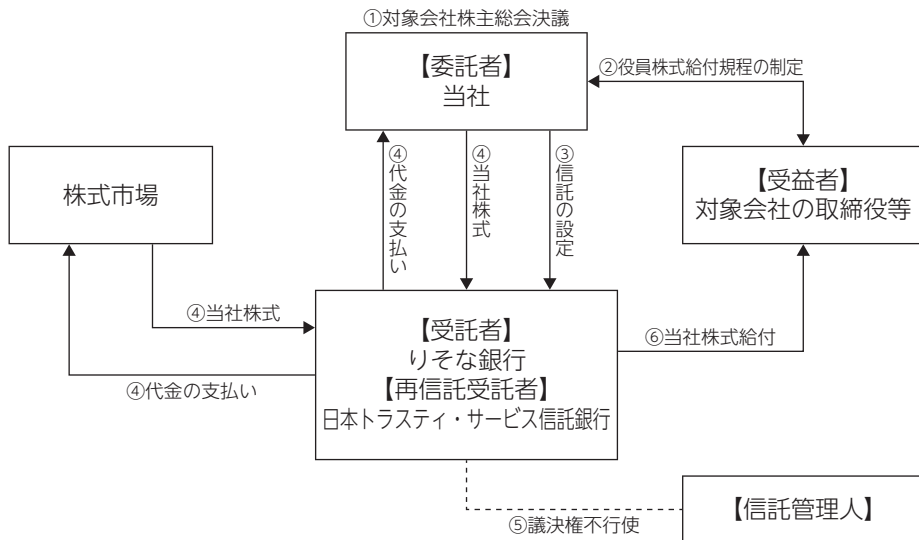 ①対象会社株主総会決議
【委託者】
当社
②役員株式給付規程の制定
株式市場
④代金の支払い
④当社株式
③信託の設定
【受益者】
対象会社の取締役等
④当社株式
④代金の支払い
【受託者】
りそな銀行
【再信託受託者】
日本トラスティ・サービス信託銀行
⑥当社株式給付
⑤議決権不行使
【信託管理人】